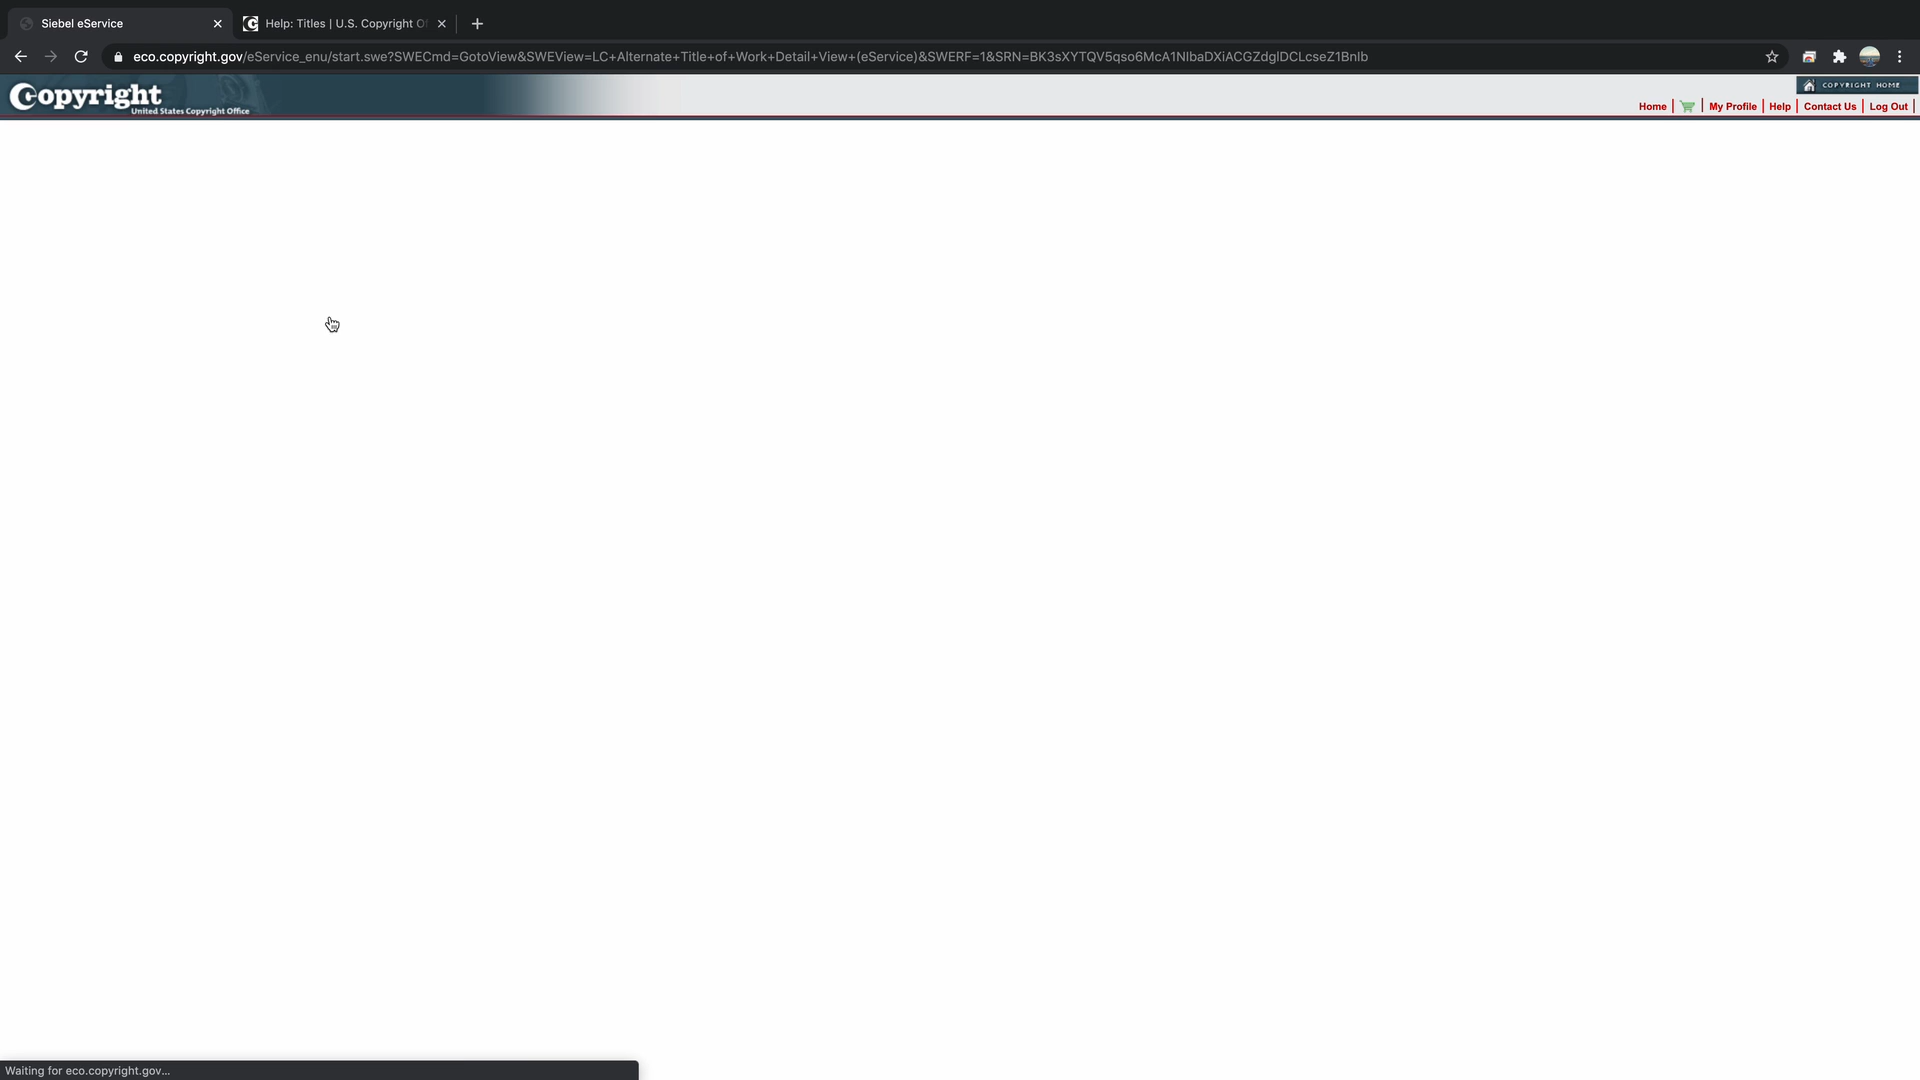 Siebel eService
Help: Titles | U.S. Copyright O
eco.copyright.gov/eService_enu/start.swe?SWECmd=GotoView&SWEView=LC+Alternate+Title+of+Work+Detail+View+(eService)&SWERF=1&SRN=BK3sXYTQV5qso6McA1NIbaDXiACGZdglDCLcseZ1BnIb
Copyright
United States Copyright Office
COPYRIGHT HOME
Home | My Profile | Help | Contact Us | Log Out |
Waiting for eco.copyright.gov...